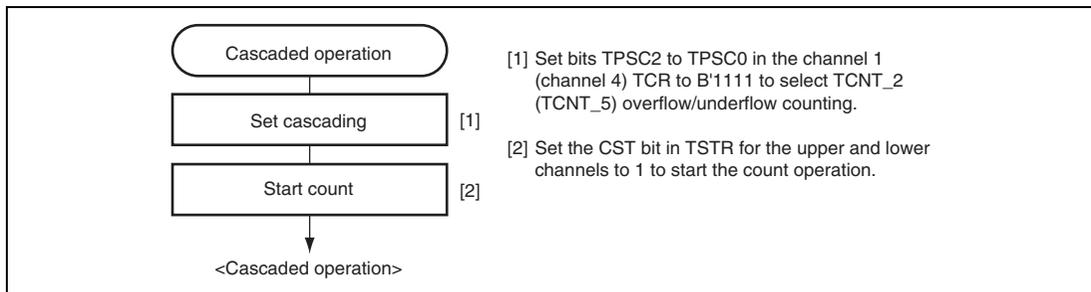 Cascaded operation
Set cascading
[1]
Start count
[2]
<Cascaded operation>
[1] Set bits TPSC2 to TPSC0 in the channel 1
(channel 4) TCR to B'1111 to select TCNT_2
(TCNT_5) overflow/underflow counting.
[2] Set the CST bit in TSTR for the upper and lower
channels to 1 to start the count operation.